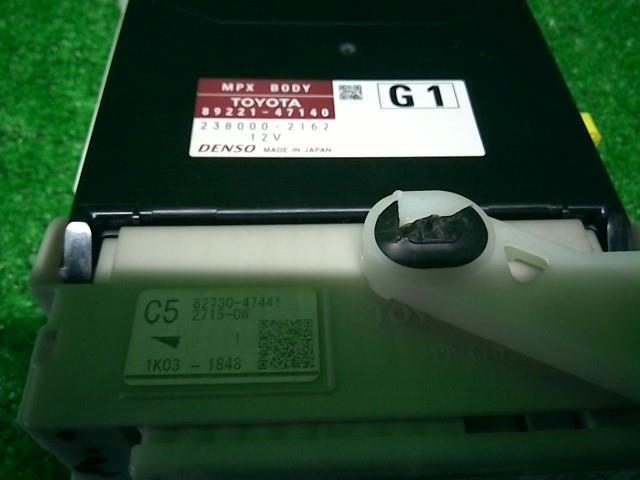 MPX BODY
TOYOTA
89221-47140
238000-2162
12V
DENSO MADE IN JAPAN
G1
C5 82730-47441
2715-0W
1
1K03 - 1848